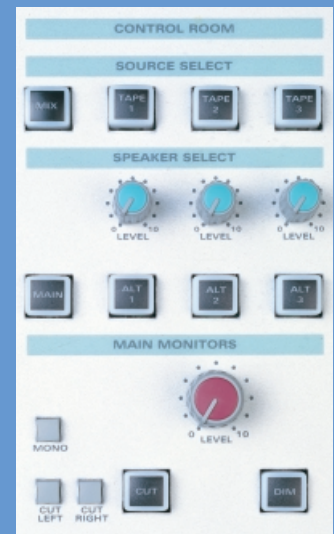 CONTROL ROOM
SOURCE SELECT
MIX TAPE 1 TAPE 2 TAPE 3
SPEAKER SELECT
0 10 0 10 0 10
LEVEL LEVEL LEVEL
MAIN ALT 1 ALT 2 ALT 3
MAIN MONITORS
0 LEVEL 10
MONO
CUT DIM
CUT LEFT CUT RIGHT